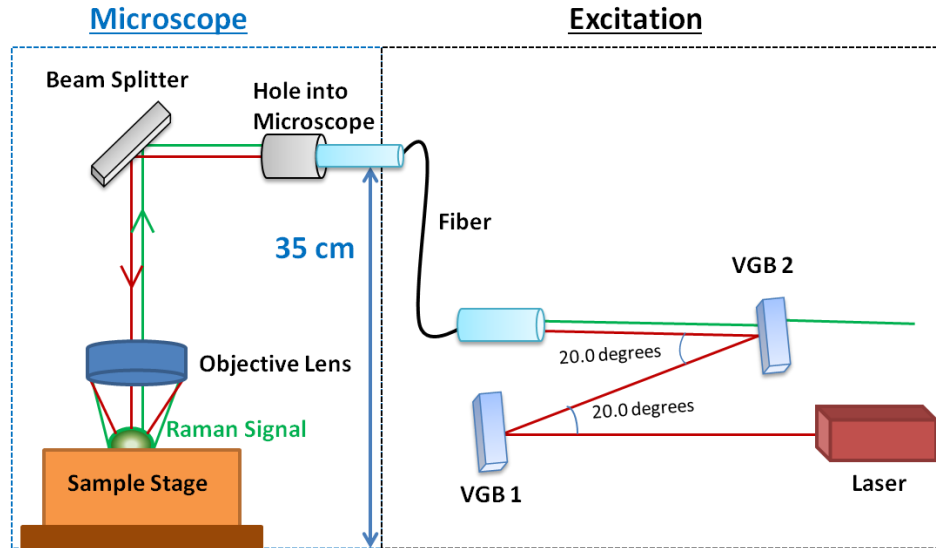 Microscope
Excitation
Beam Splitter
Hole into
Microscope
35 cm
Fiber
VGB 2
20.0 degrees
Objective Lens
20.0 degrees
Raman Signal
Sample Stage
VGB 1
Laser